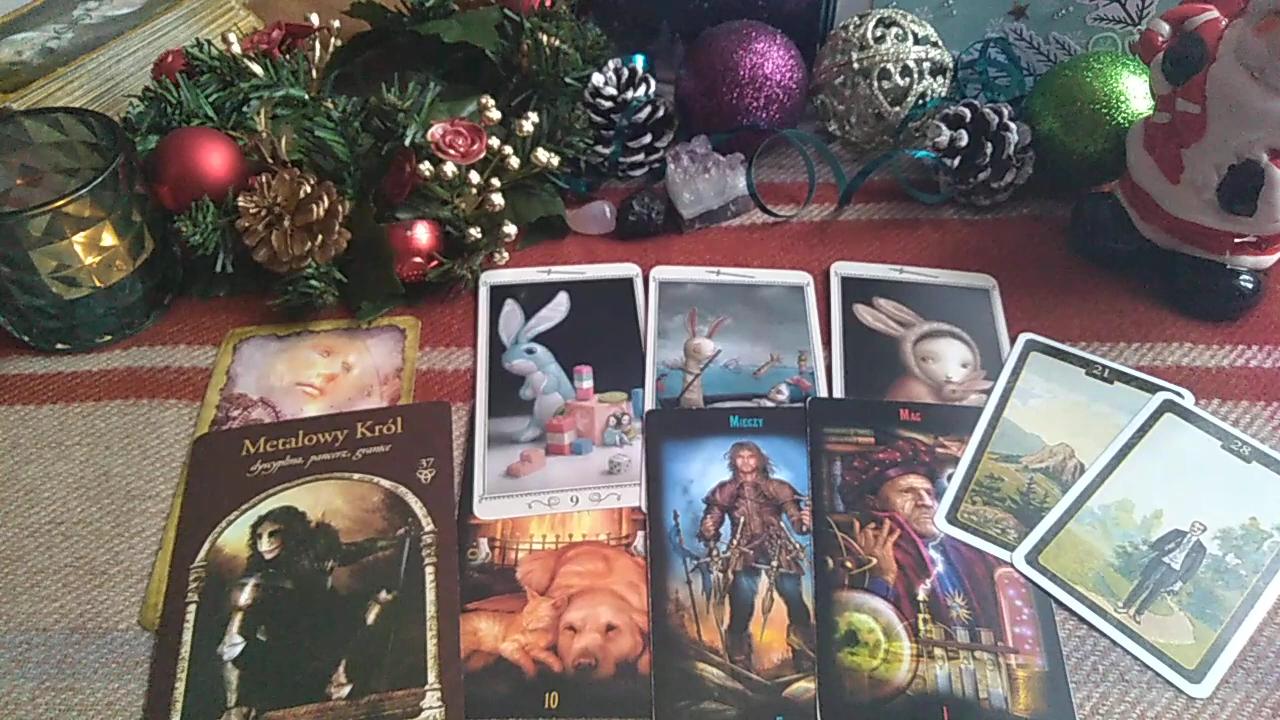 Metalowy Król
dyscyplina, pancerz, granice
37
9
10
Mieczy
Mag
21
28